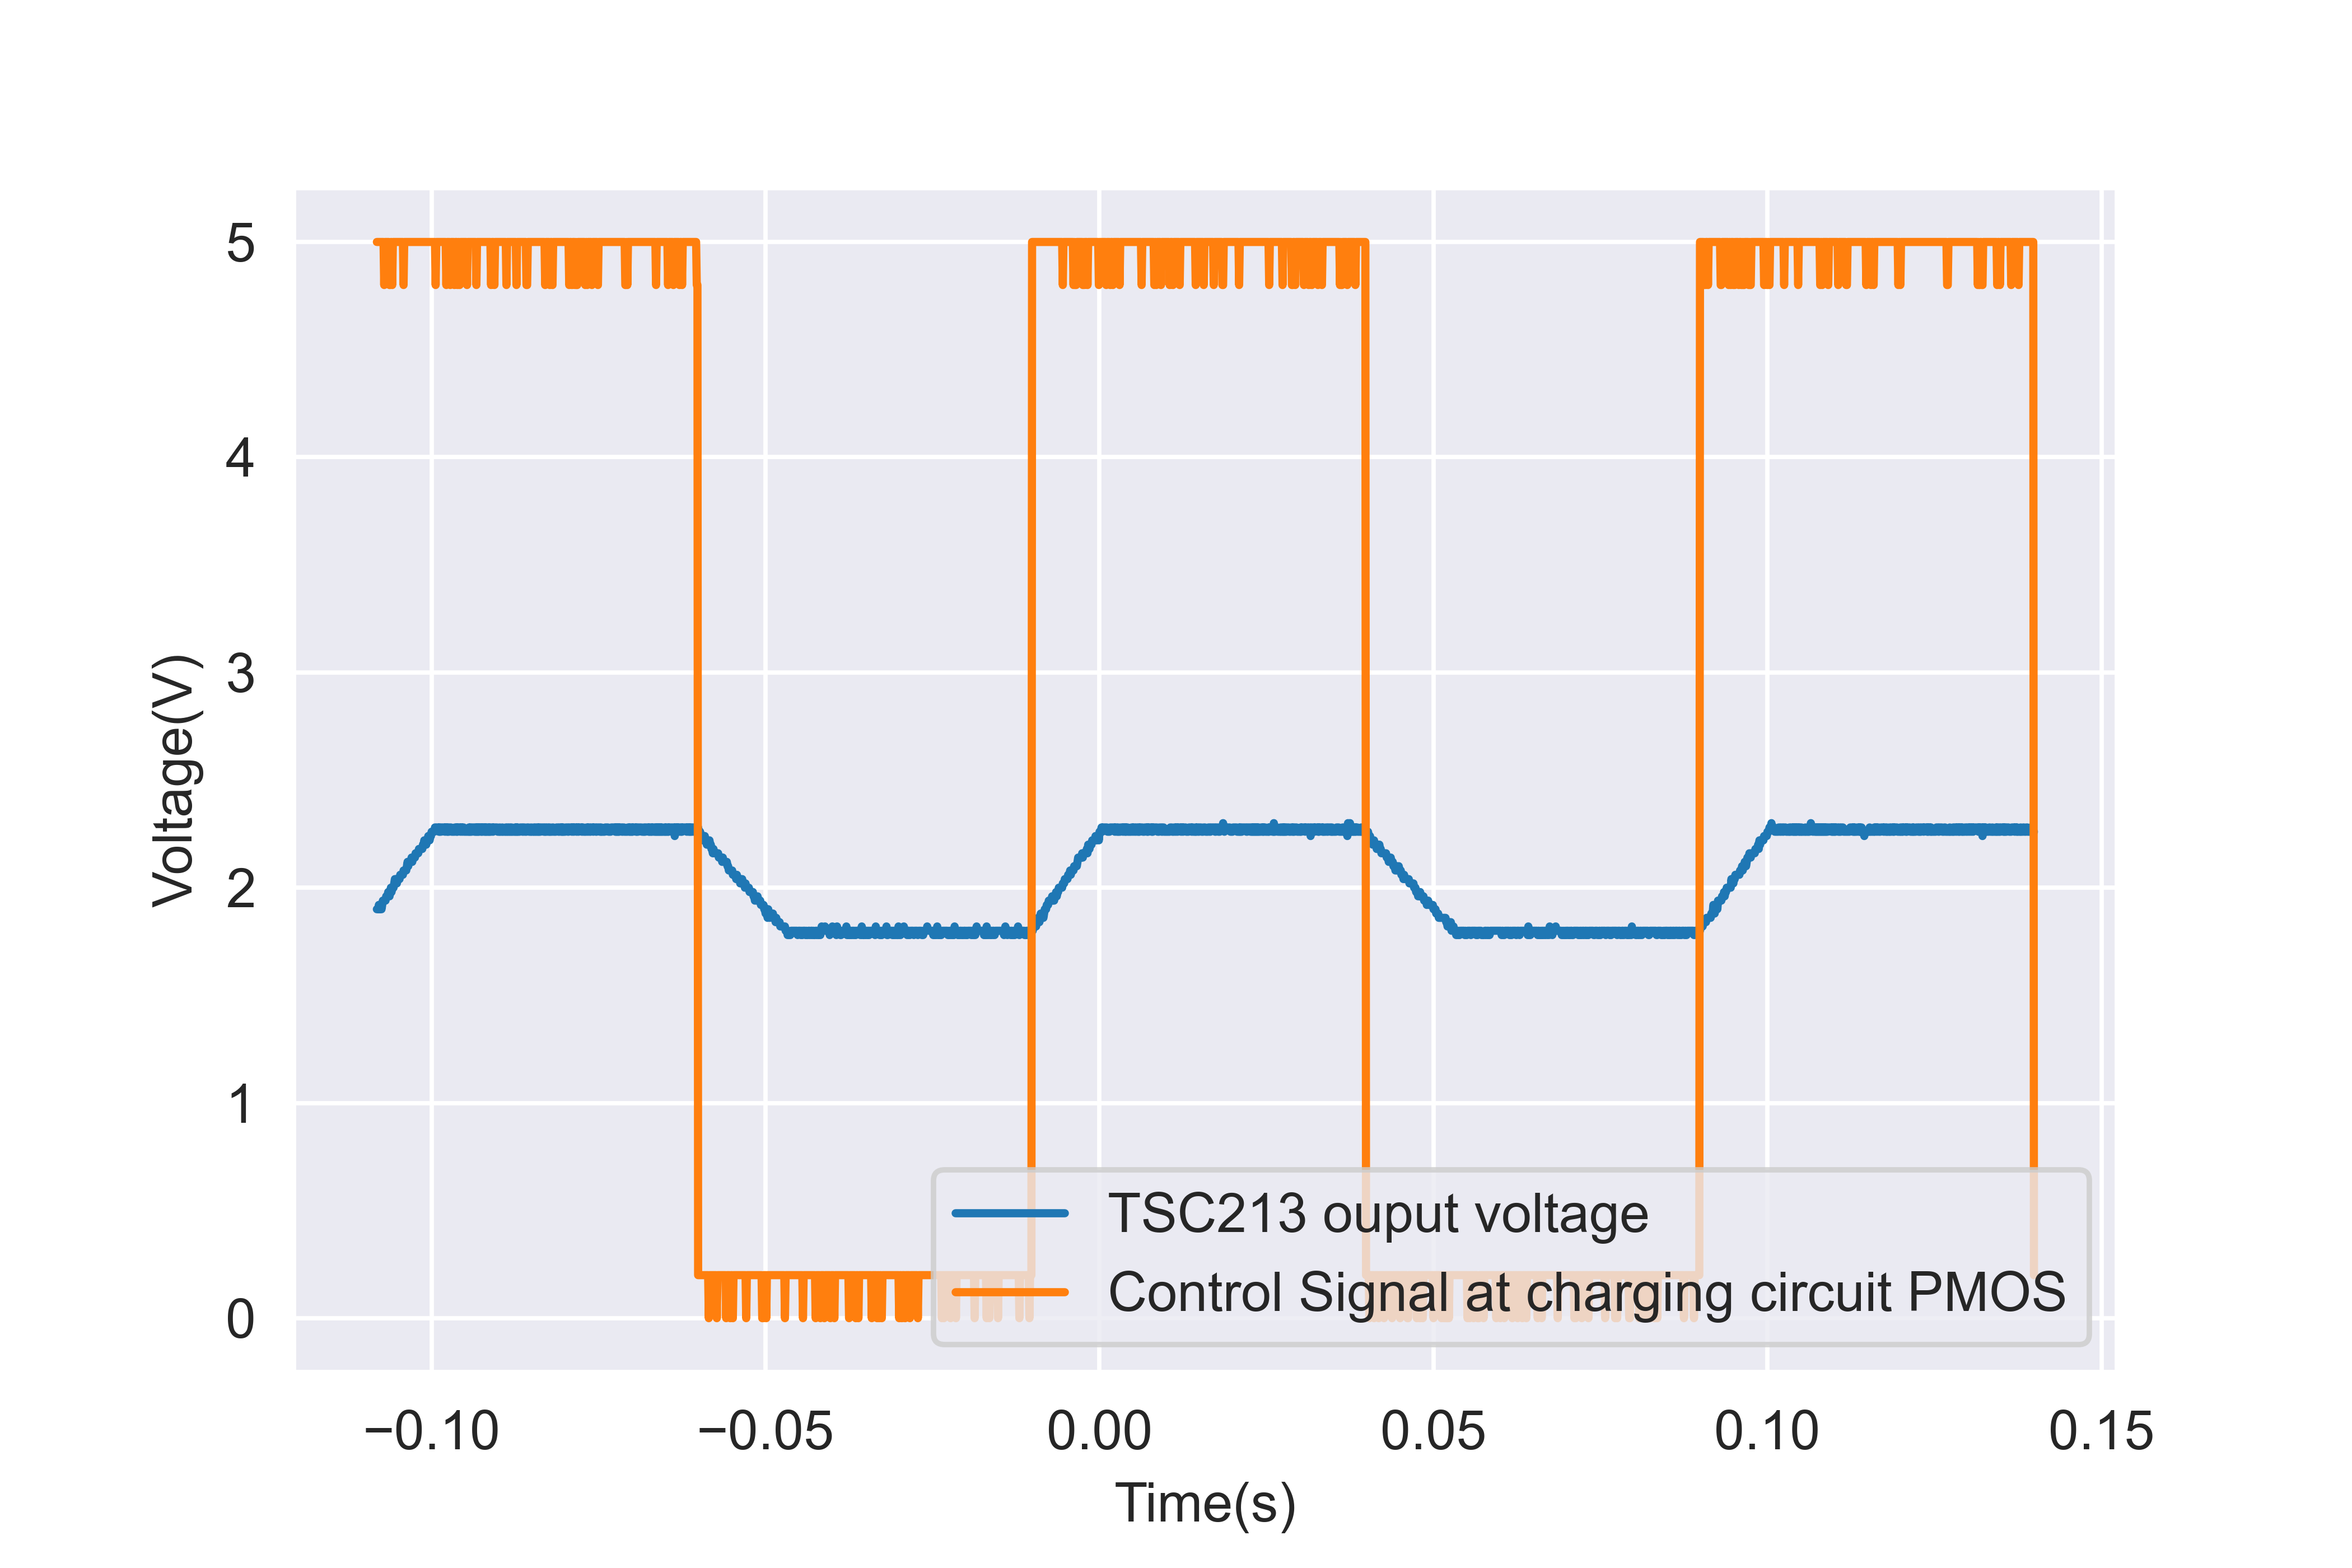 5
4
3
2
1
0
Voltage(V)
TSC213 ouput voltage
Control Signal at charging circuit PMOS
−0.10 −0.05 0.00 0.05 0.10 0.15
Time(s)